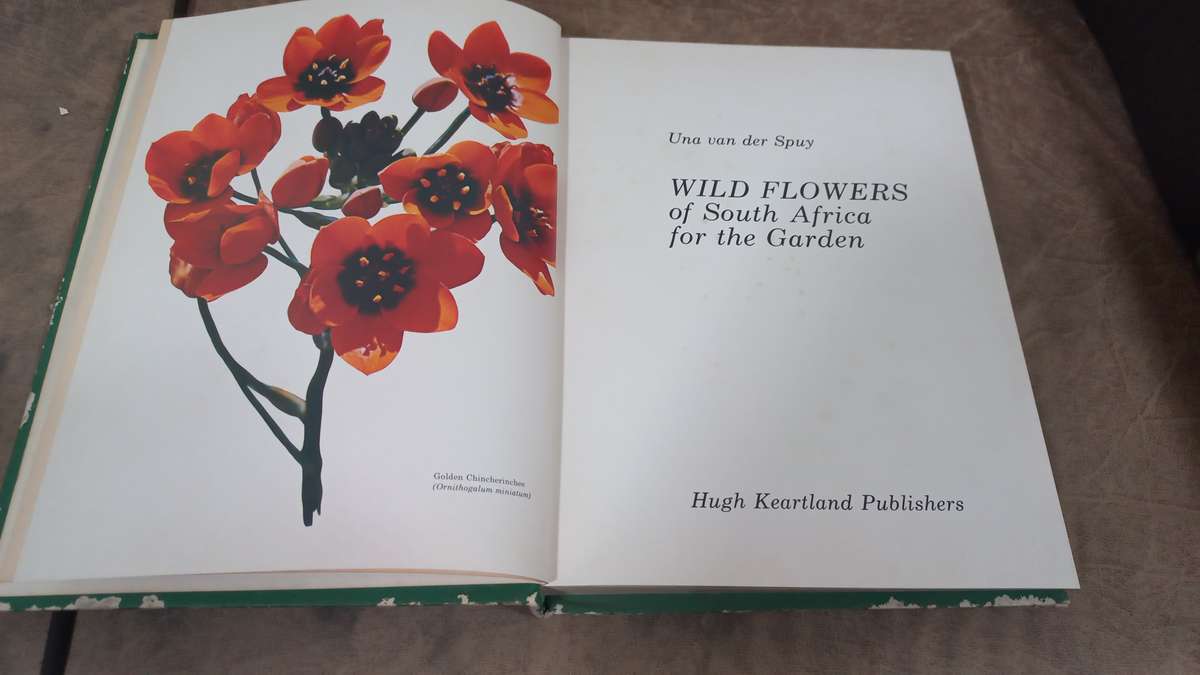 Golden Chincherinchee
(Ornithogalum miniatum)
Una van der Spuy
WILD FLOWERS
of South Africa
for the Garden
Hugh Keartland Publishers